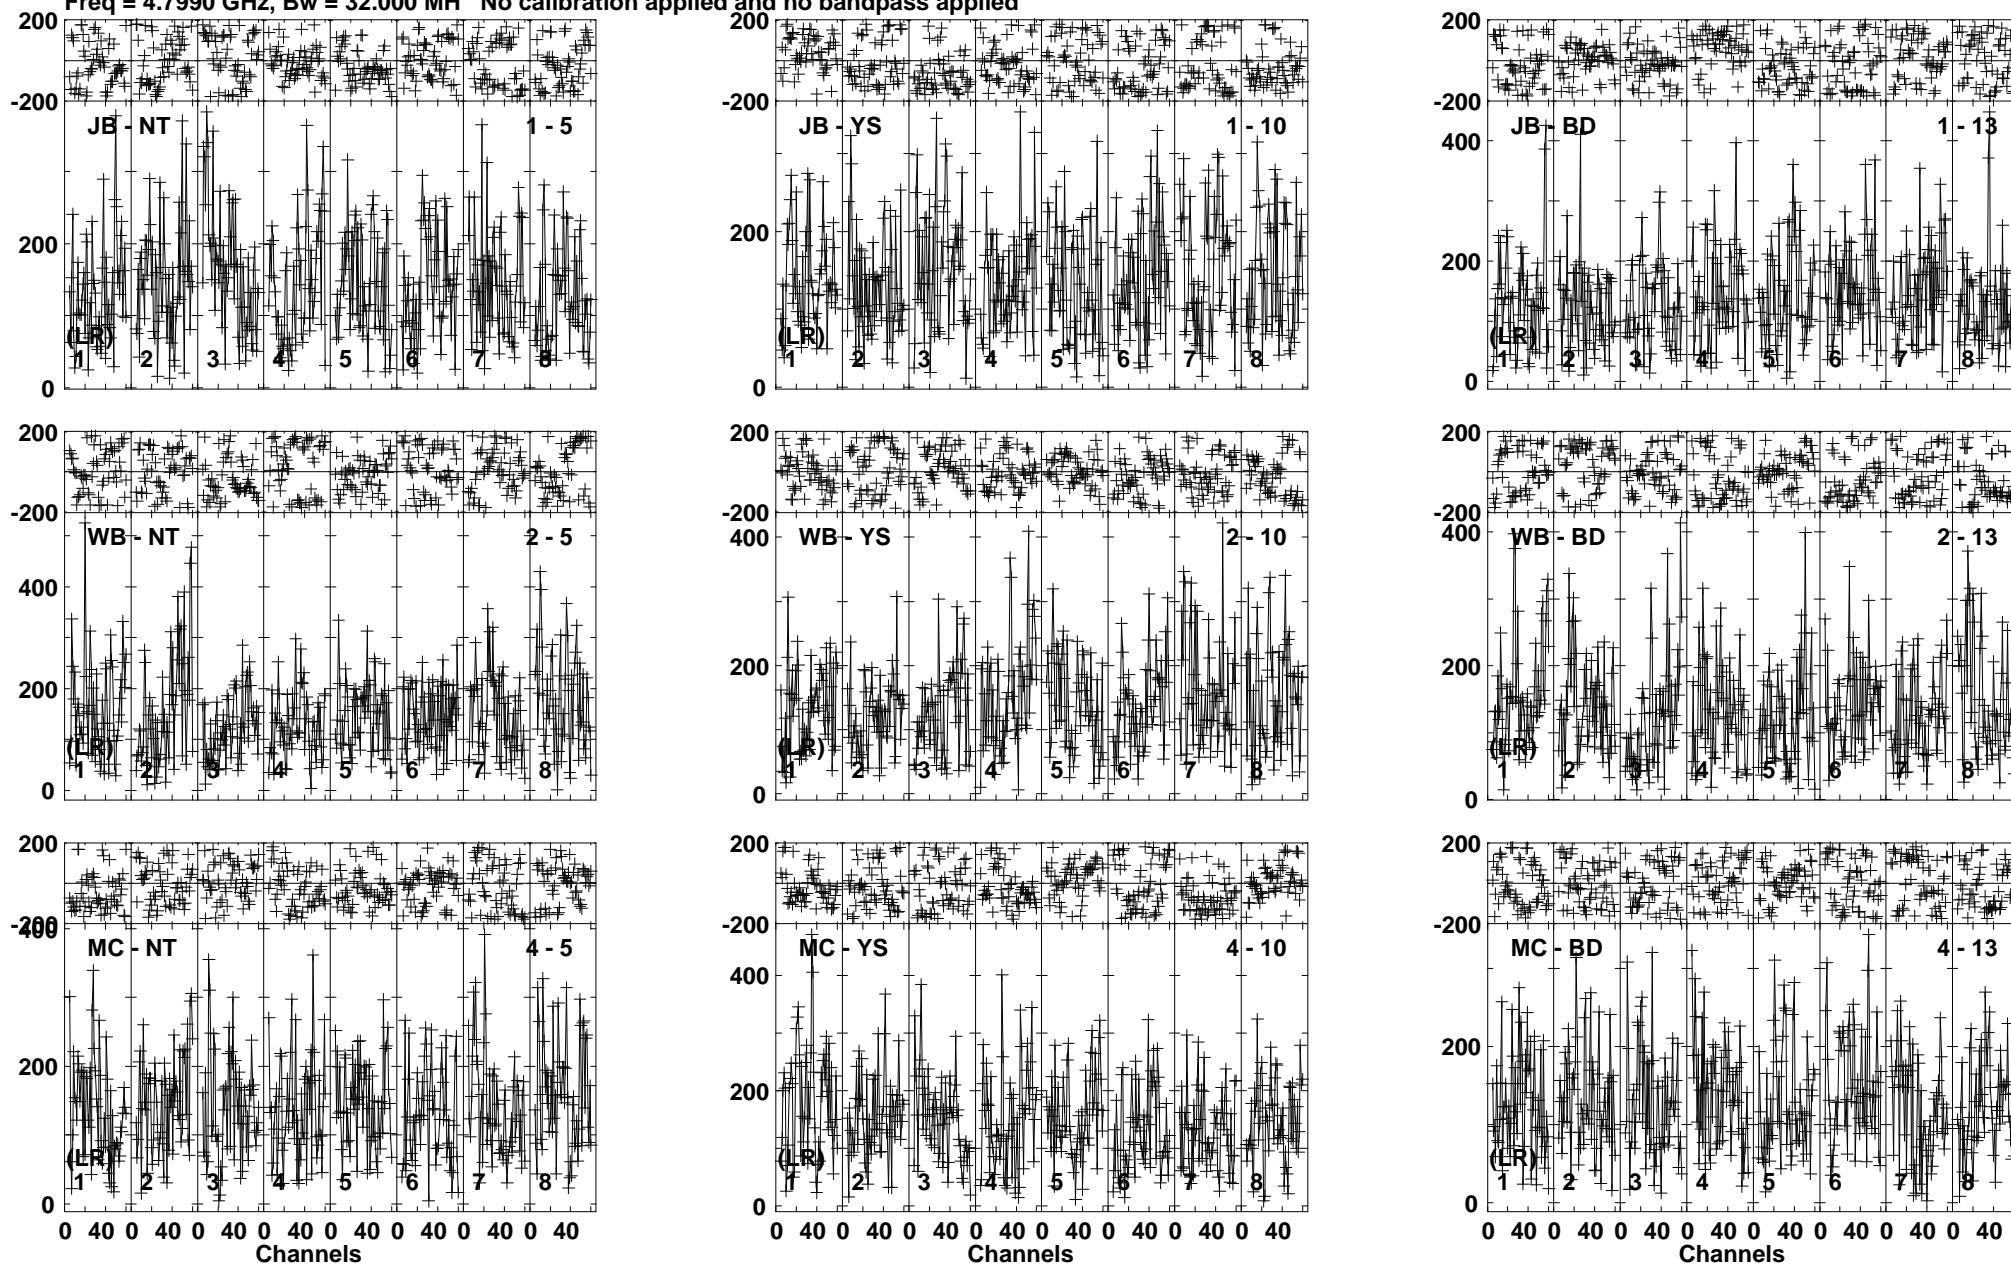 Freq = 4.7990 GHz, Bw = 32.000 MH No calibration applied and no bandpass applied
200 200 200
-200 -200 -200
JB - NT 1 - 5 JB - YS 1 - 10 JB - BD 1 - 13
400
200 200 200
(LR) (LR) (LR)
1 2 3 4 5 6 7 8 1 2 3 4 5 6 7 8 1 2 3 4 5 6 7 8
0 0 0
200 200 200
-200 -200 -200
WB - NT 2 - 5 WB - YS 2 - 10 WB - BD 2 - 13
400 400 400
200 200 200
(LR) (LR) (LR)
1 2 3 4 5 6 7 8 1 2 3 4 5 6 7 8 1 2 3 4 5 6 7 8
0 0 0
200 200 200
-200 -200 -200
400
MC - NT 4 - 5 MC - YS 4 - 10 MC - BD 4 - 13
400
200 200 200
(LR) (LR) (LR)
1 2 3 4 5 6 7 8 1 2 3 4 5 6 7 8 1 2 3 4 5 6 7 8
0 0 0
0 40 0 40 0 40 0 40 0 40 0 40 0 40 0 40 0 40 0 40 0 40 0 40 0 40 0 40 0 40 0 40 0 40 0 40 0 40 0 40 0 40 0 40 0 40 0 40
Channels Channels Channels